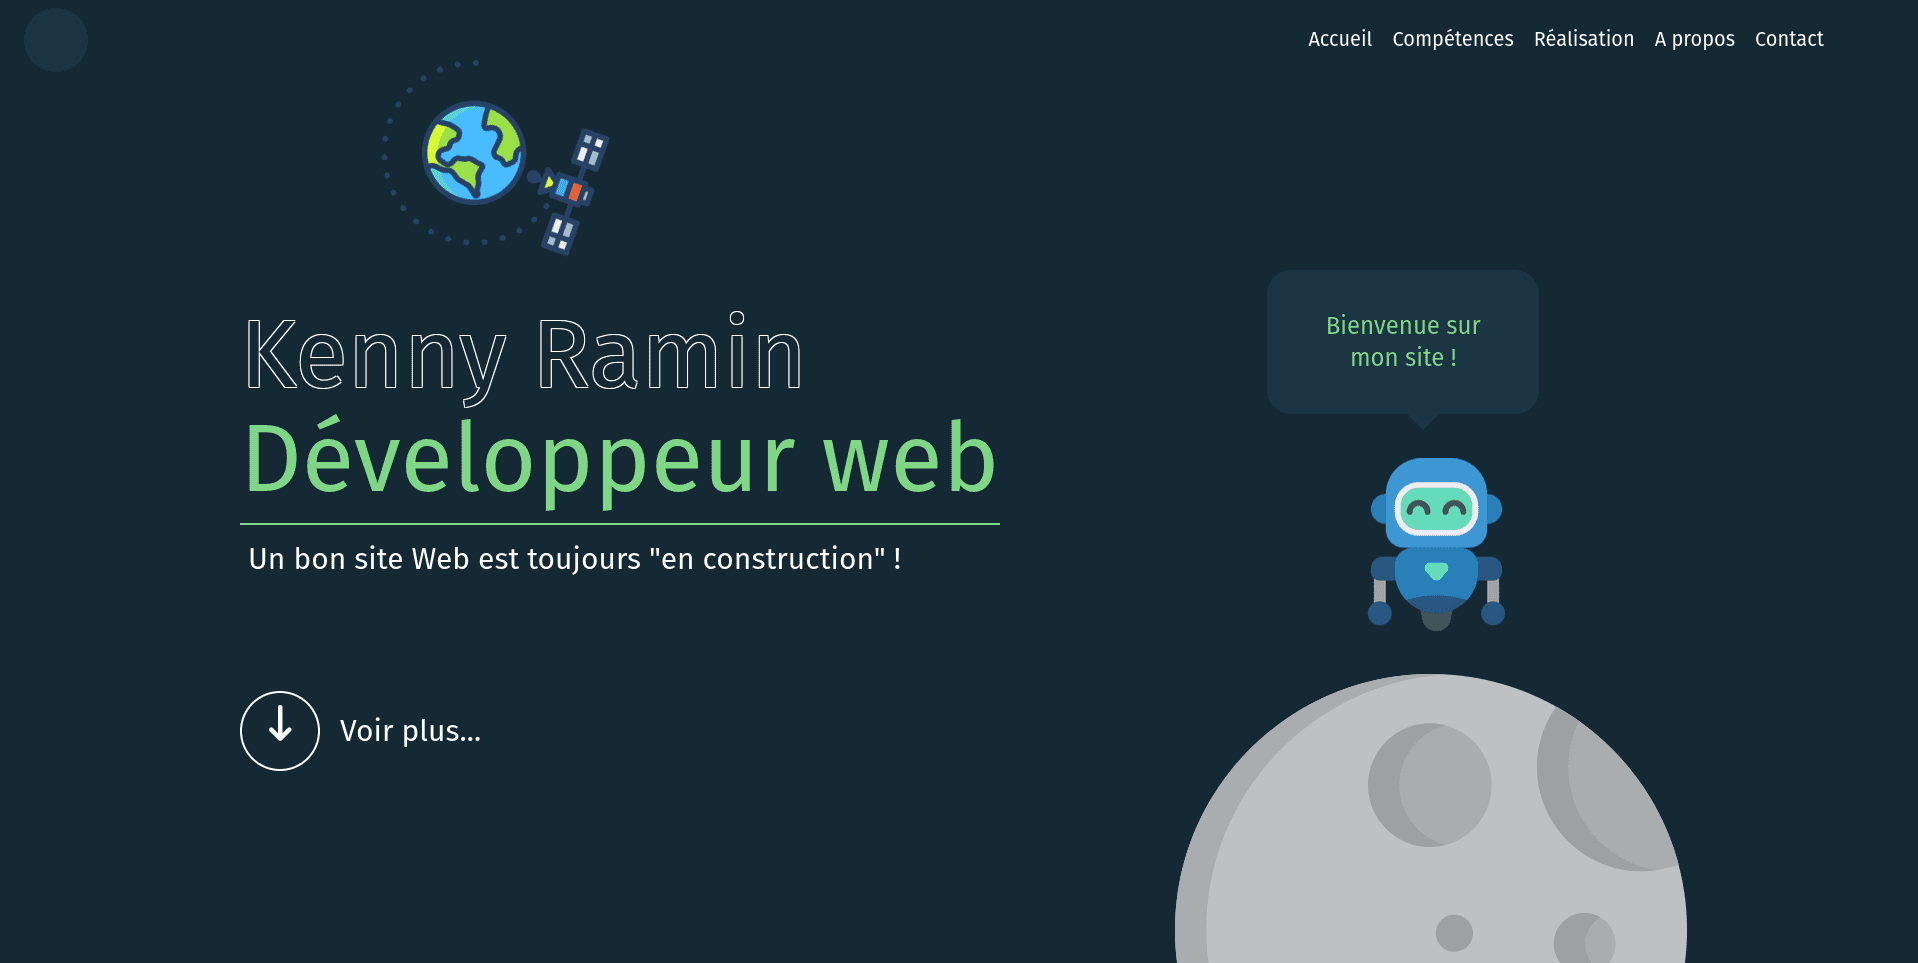 Accueil Compétences Réalisation A propos Contact
Kenny Ramin
Développeur web
Un bon site Web est toujours "en construction" !
Voir plus...
Bienvenue sur
mon site !